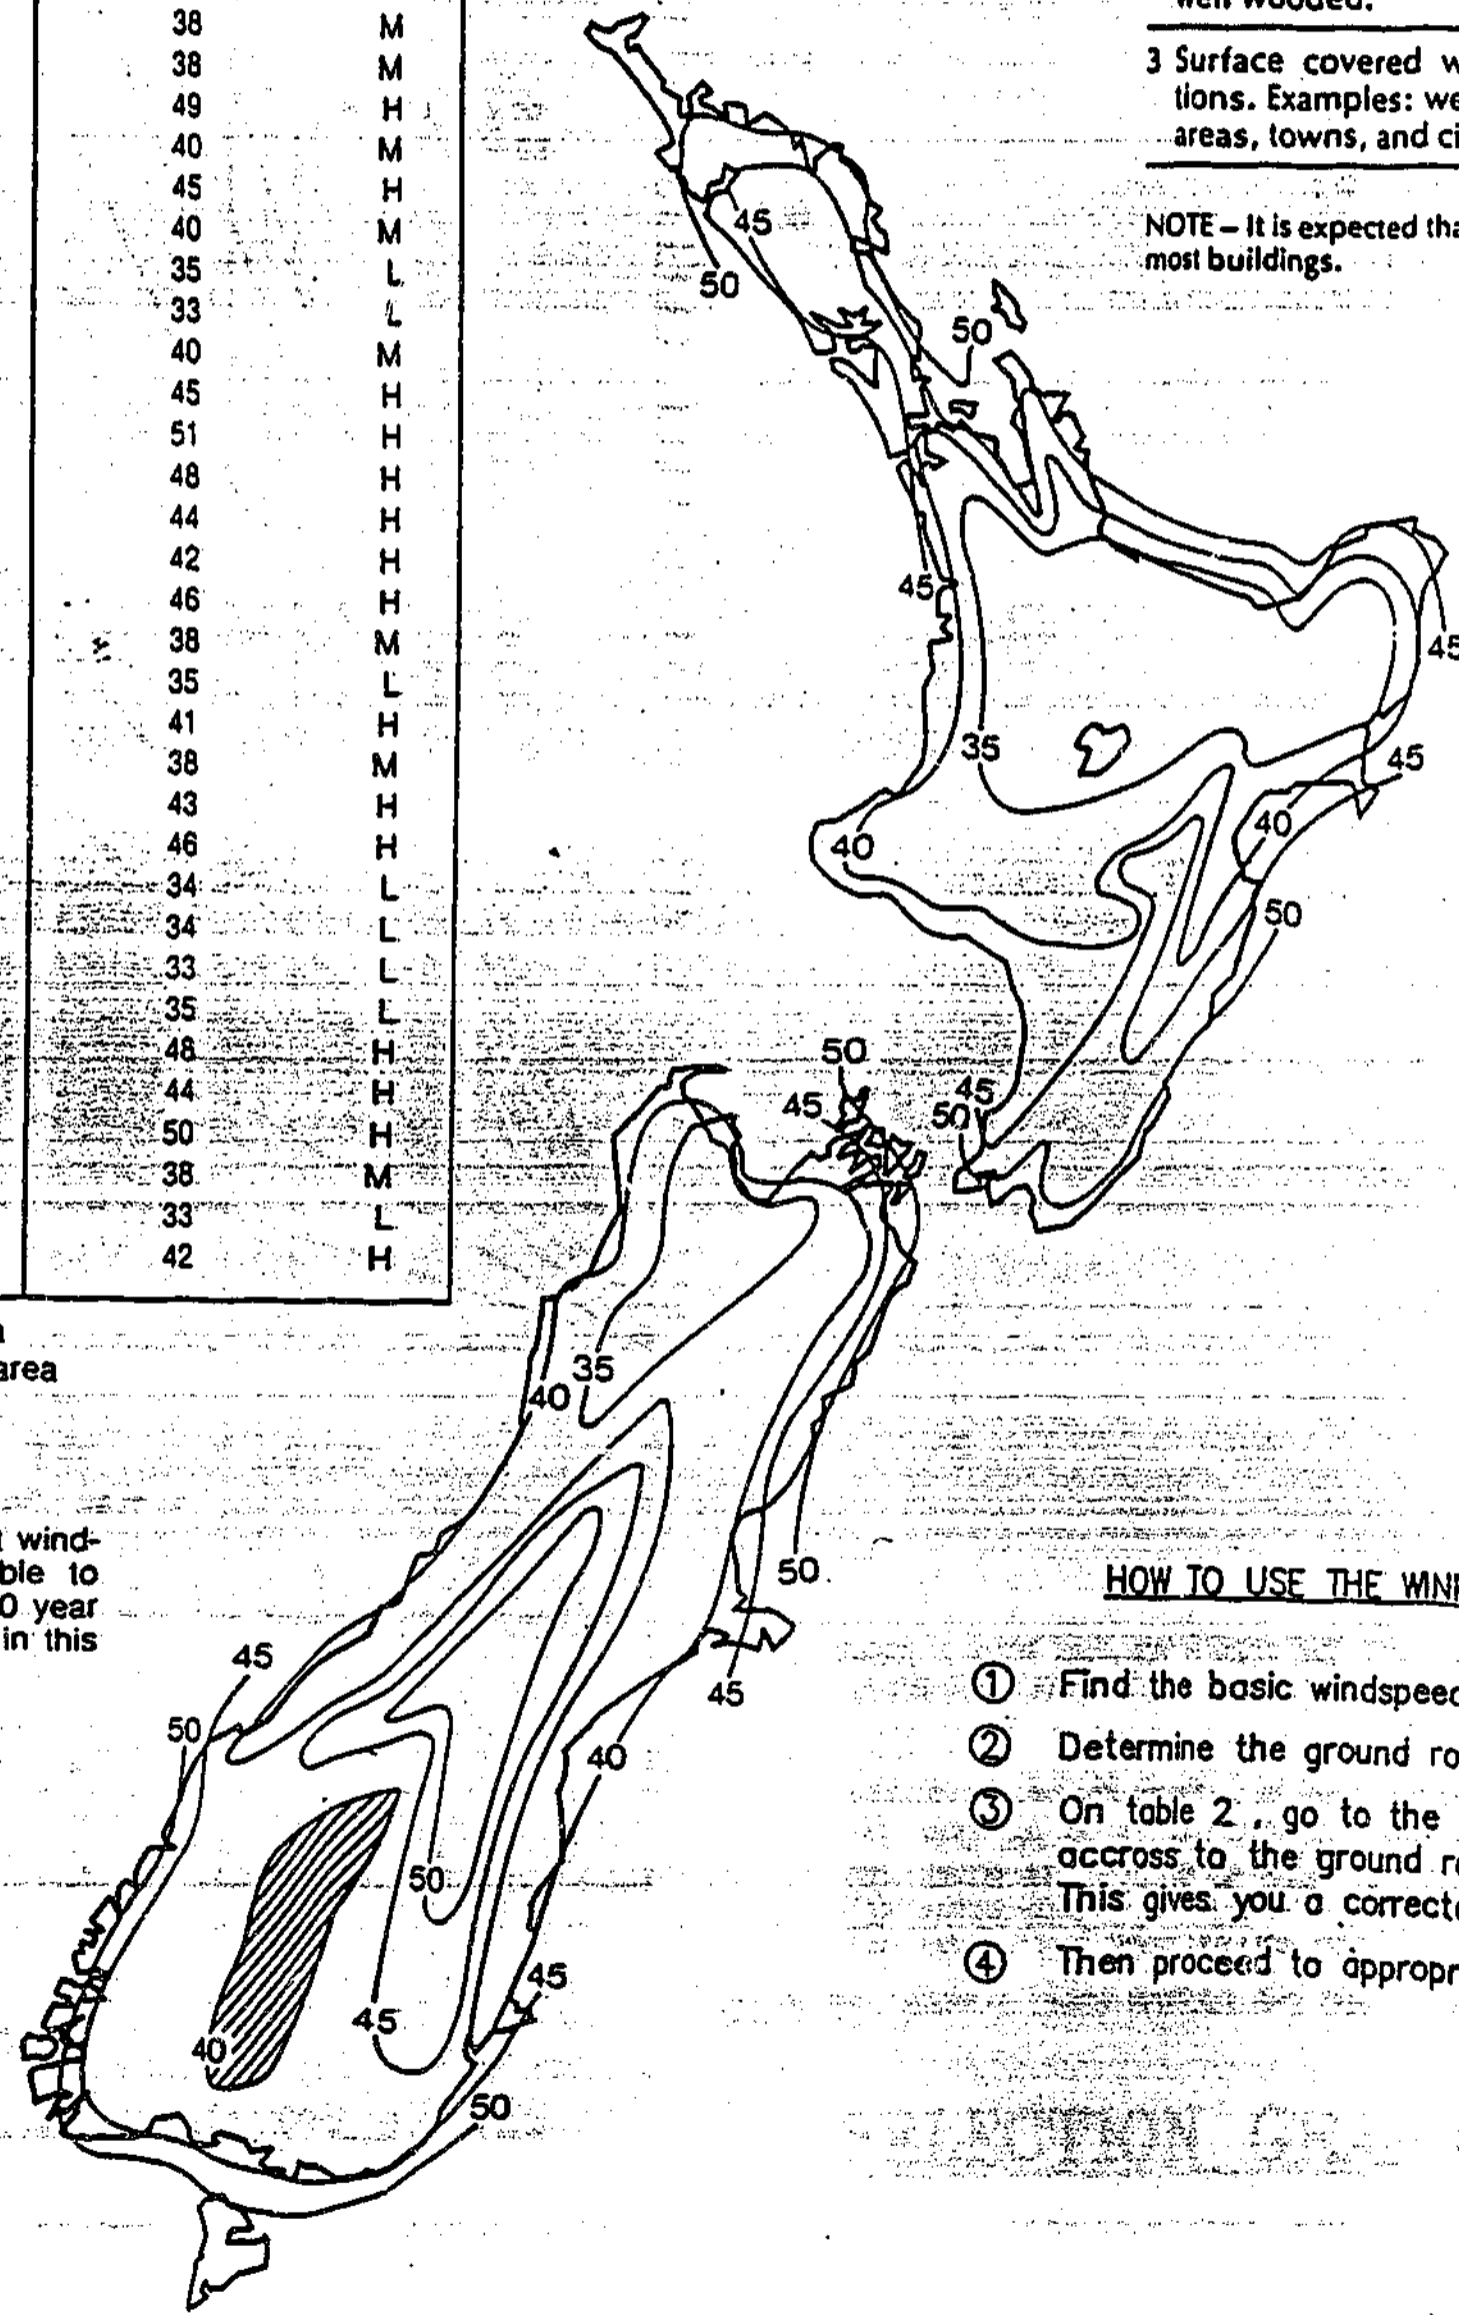 38 M
38 M
49 H
40 M
45 H
40 M
35 L
33 L
40 M
45 H
51 H
48 H
44 H
42 H
46 H
38 M
35 L
41 H
38 M
43 H
46 H
34 L
34 L
33 L
35 L
48 H
44 H
50 H
38 M
33 L
42 H
area
wind-
ble to
0 year
in this
well wooded.
3 Surface covered w
tions. Examples: we
areas, towns, and ci
NOTE – It is expected tha
most buildings.
45
50
50
45
45
35
45
40
40
50
50
45
45
50
35
40
50
45
45
50
40
50
45
45
40
50
HOW TO USE THE WIN
① Find the basic windspeed
② Determine the ground ro
③ On table 2, go to the
accross to the ground r
This gives you a correct
④ Then proceed to appropr